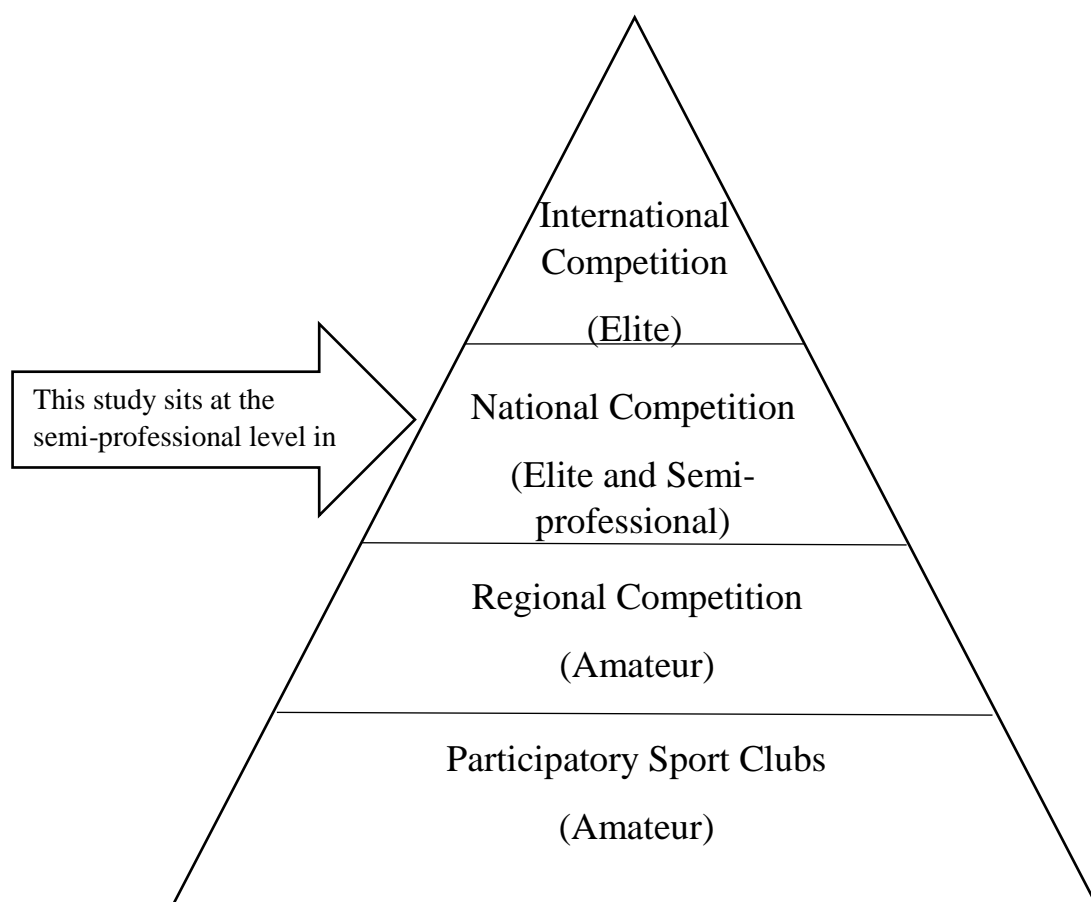 International
Competition
(Elite)
This study sits at the
semi-professional level in
National Competition
(Elite and Semi-
professional)
Regional Competition
(Amateur)
Participatory Sport Clubs
(Amateur)